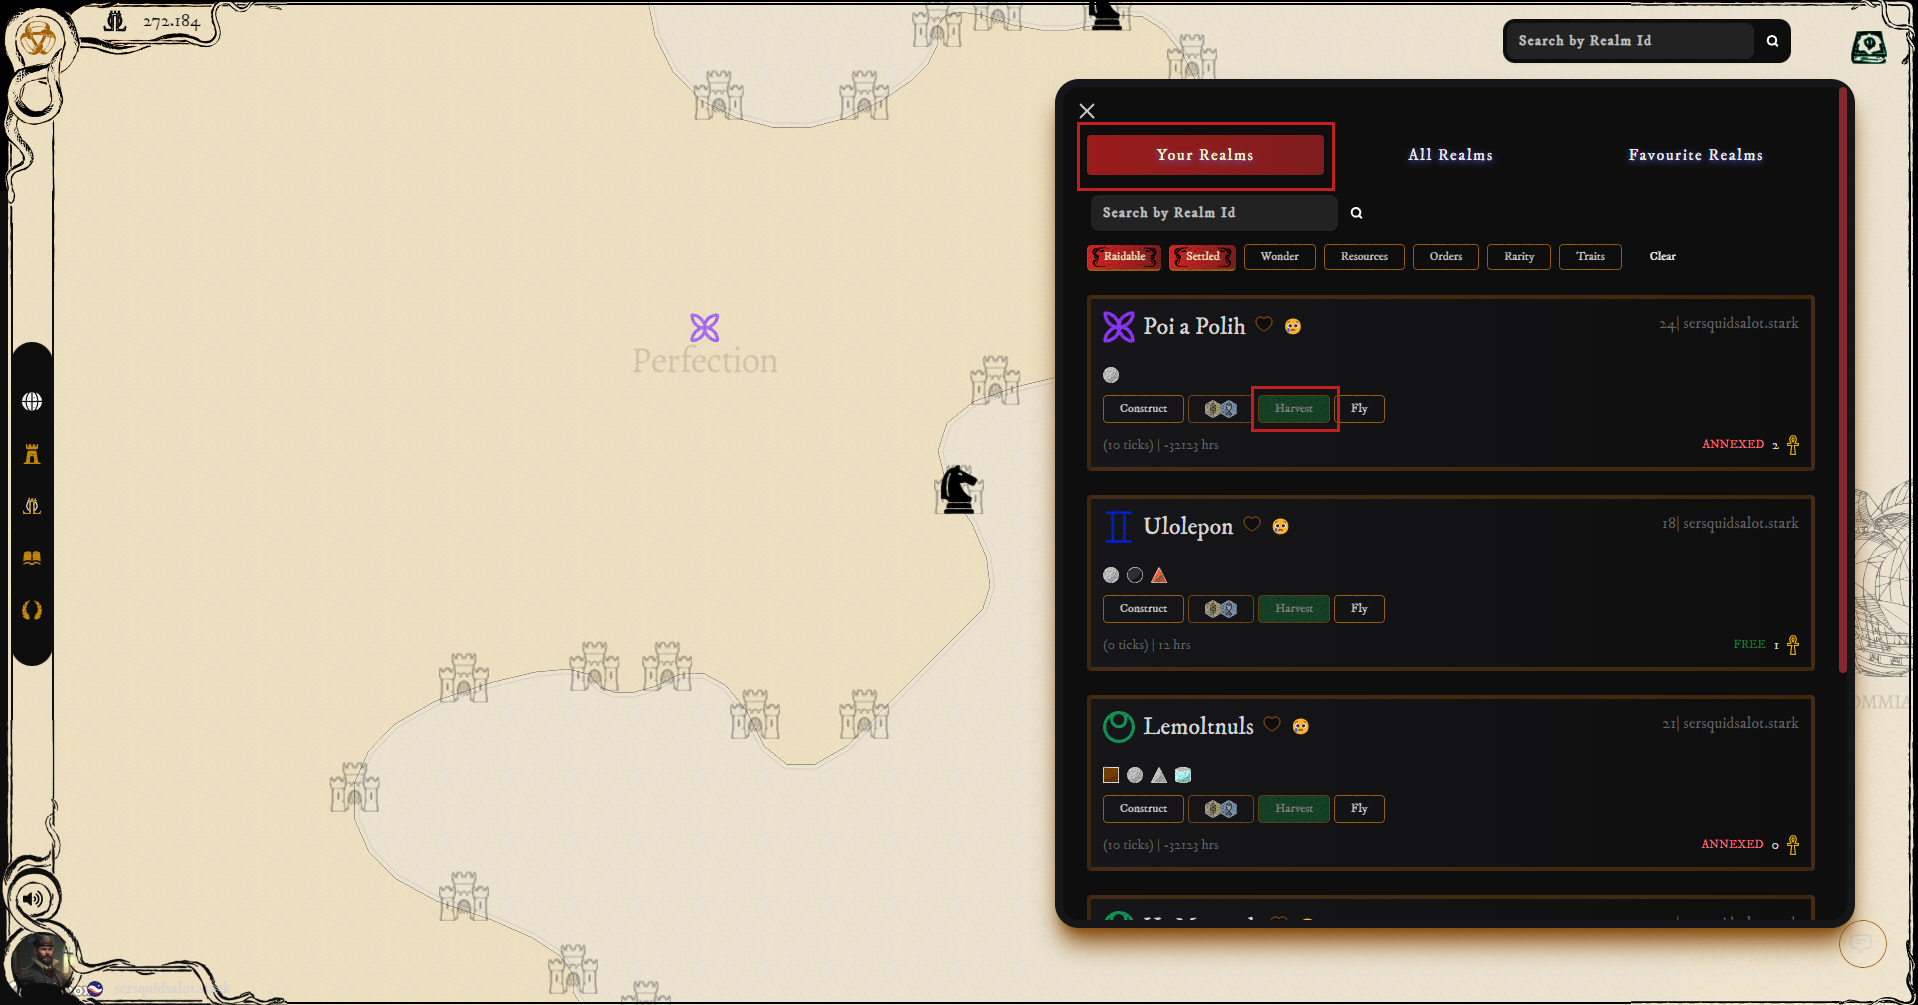 272.184
Search by Realm Id
Your Realms
All Realms
Favourite Realms
Search by Realm Id
Raidable
Settled
Wonder
Resources
Orders
Rarity
Traits
Clear
Poi a Polih
24| sersquidsalot.stark
Construct
Harvest
Fly
(10 ticks) | -32123 hrs
ANNEXED 2
Ulolepon
18| sersquidsalot.stark
Construct
Harvest
Fly
(0 ticks) | 12 hrs
FREE 1
Lemoltnuls
21| sersquidsalot.stark
Construct
Harvest
Fly
(10 ticks) | -32123 hrs
ANNEXED 0
Perfection
sersquidsalot.stark